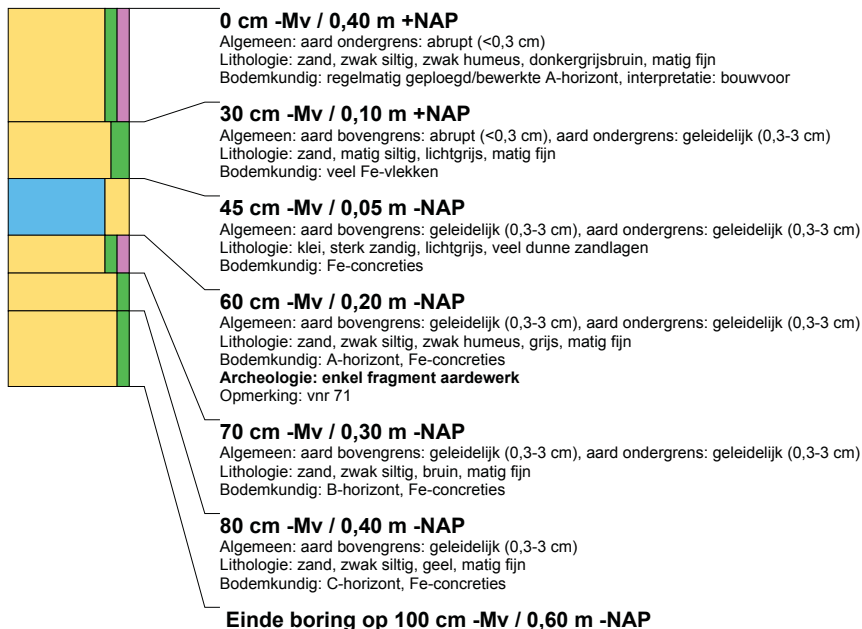 0 cm -Mv / 0,40 m +NAP
Algemeen: aard ondergrens: abrupt (<0,3 cm)
Lithologie: zand, zwak siltig, zwak humeus, donkergrijsbruin, matig fijn
Bodemkundig: regelmatig geploegd/bewerkte A-horizont, interpretatie: bouwvoor
30 cm -Mv / 0,10 m +NAP
Algemeen: aard bovengrens: abrupt (<0,3 cm), aard ondergrens: geleidelijk (0,3-3 cm)
Lithologie: zand, matig siltig, lichtgrijs, matig fijn
Bodemkundig: veel Fe-vlekken
45 cm -Mv / 0,05 m -NAP
Algemeen: aard bovengrens: geleidelijk (0,3-3 cm), aard ondergrens: geleidelijk (0,3-3 cm)
Lithologie: klei, sterk zandig, lichtgrijs, veel dunne zandlagen
Bodemkundig: Fe-concreties
60 cm -Mv / 0,20 m -NAP
Algemeen: aard bovengrens: geleidelijk (0,3-3 cm), aard ondergrens: geleidelijk (0,3-3 cm)
Lithologie: zand, zwak siltig, zwak humeus, grijs, matig fijn
Bodemkundig: A-horizont, Fe-concreties
Archeologie: enkel fragment aardewerk
Opmerking: vnr 71
70 cm -Mv / 0,30 m -NAP
Algemeen: aard bovengrens: geleidelijk (0,3-3 cm), aard ondergrens: geleidelijk (0,3-3 cm)
Lithologie: zand, zwak siltig, bruin, matig fijn
Bodemkundig: B-horizont, Fe-concreties
80 cm -Mv / 0,40 m -NAP
Algemeen: aard bovengrens: geleidelijk (0,3-3 cm)
Lithologie: zand, zwak siltig, geel, matig fijn
Bodemkundig: C-horizont, Fe-concreties
Einde boring op 100 cm -Mv / 0,60 m -NAP